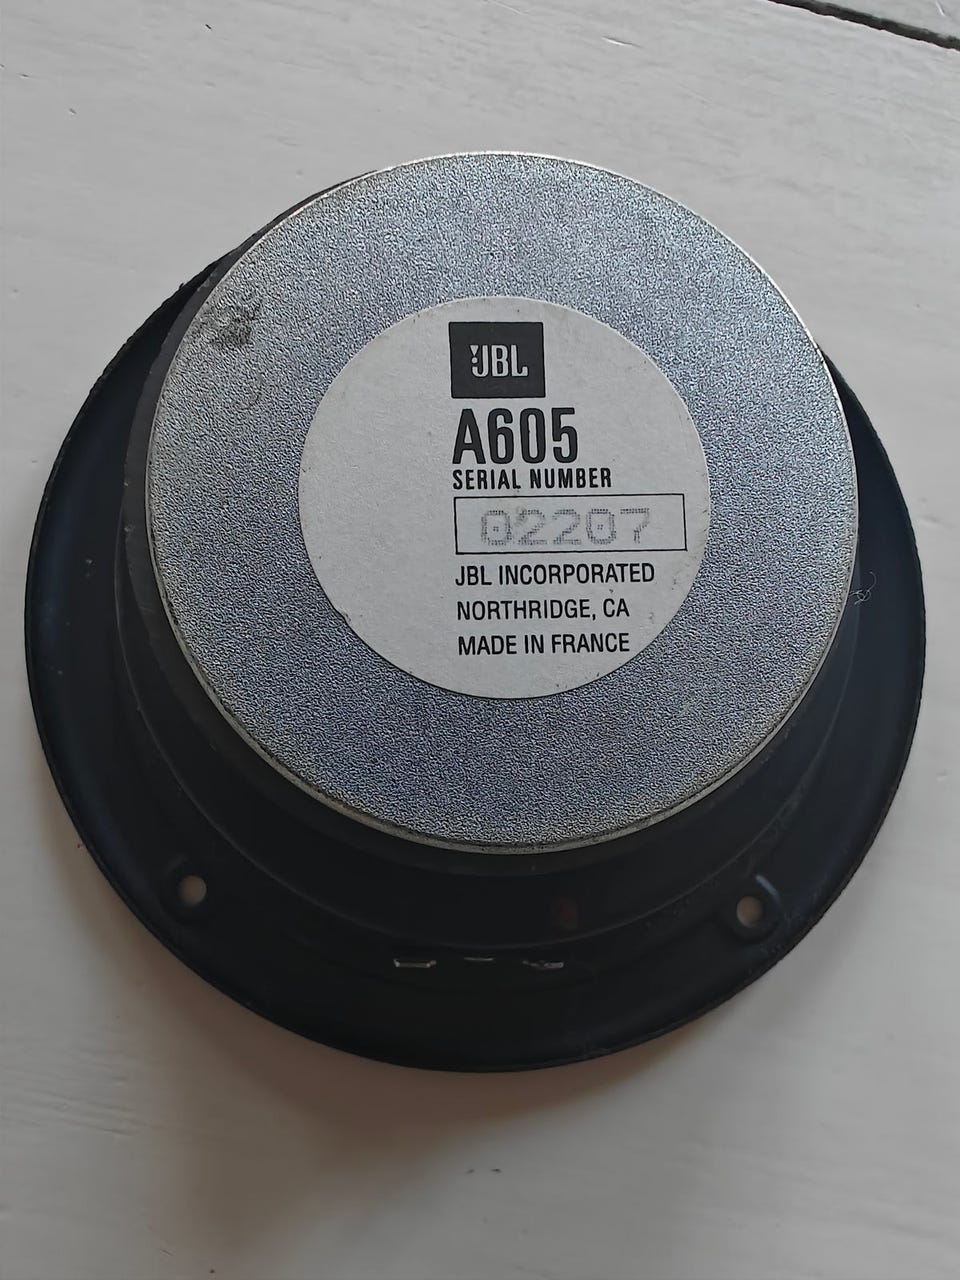 JBL
A605
SERIAL NUMBER
02207
JBL INCORPORATED
NORTHRIDGE, CA
MADE IN FRANCE